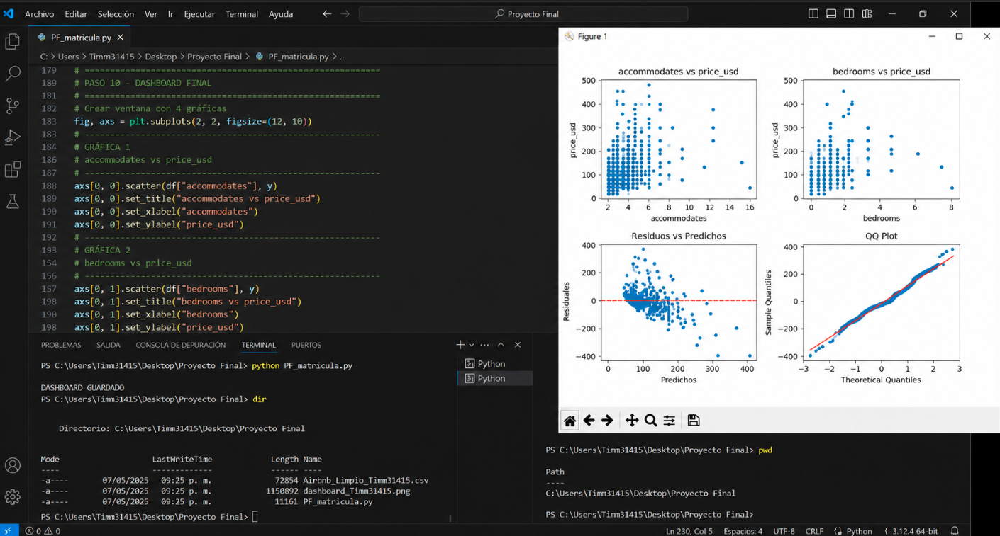 Archivo Editar Selección Ver Ir Ejecutar Terminal Ayuda
Proyecto Final
PF_matricula.py
C: > Users > Timm31415 > Desktop > Proyecto Final > PF_matricula.py > ...
179 # ==========================================================
189 # PASO 10 - DASHBOARD FINAL
181 # ==========================================================
182 # Crear ventana con 4 gráficas
183 fig, axs = plt.subplots(2, 2, figsize=(12, 10))
183 # ----------------------------------------------------------
184 # GRÁFICA 1
186 # accommodates vs price_usd
187 # ----------------------------------------------------------
188 axs[0, 0].scatter(df["accommodates"], y)
189 axs[0, 0].set_title("accommodates vs price_usd")
199 axs[0, 0].set_xlabel("accommodates")
191 axs[0, 0].set_ylabel("price_usd")
192 # ----------------------------------------------------------
193 # GRÁFICA 2
154 # bedrooms vs price_usd
156 # ----------------------------------------------------------
157 axs[0, 1].scatter(df["bedrooms"], y)
198 axs[0, 1].set_title("bedrooms vs price_usd")
190 axs[0, 1].set_xlabel("bedrooms")
198 axs[0, 1].set_ylabel("price_usd")
PROBLEMAS SALIDA CONSOLA DE DEPURACIÓN TERMINAL PUERTOS
PS C:\Users\Timm31415\Desktop\Proyecto Final> python PF_matricula.py
DASHBOARD GUARDADO
PS C:\Users\Timm31415\Desktop\Proyecto Final> dir
Directorio: C:\Users\Timm31415\Desktop\Proyecto Final
Mode LastWriteTime Length Name
---- ------------- ------ ----
-a---- 07/05/2025 09:25 p. m. 72854 Airbnb_Limpio_Timm31415.csv
-a---- 07/05/2025 09:25 p. m. 1150892 dashboard_Timm31415.png
-a---- 07/05/2025 09:25 p. m. 11161 PF_matricula.py
PS C:\Users\Timm31415\Desktop\Proyecto Final>
Python
Python
Figure 1
accommodates vs price_usd
500
400
300
200
100
0
price_usd
2 4 6 8 10 12 14 16
accommodates
bedrooms vs price_usd
500
400
300
200
100
0
price_usd
0 2 4 6 8
bedrooms
Residuos vs Predichos
400
200
0
−200
−400
Residuales
0 100 200 300 400
Predichos
QQ Plot
400
200
0
−200
−400
Sample Quantiles
−3 −2 −1 0 1 2 3
Theoretical Quantiles
PS C:\Users\Timm31415\Desktop\Proyecto Final> pwd
Path
----
C:\Users\Timm31415\Desktop\Proyecto Final
PS C:\Users\Timm31415\Desktop\Proyecto Final>
0 0
Ln 230, Col 5 Espacios: 4 UTF-8 CRLF Python 3.12.4 64-bit